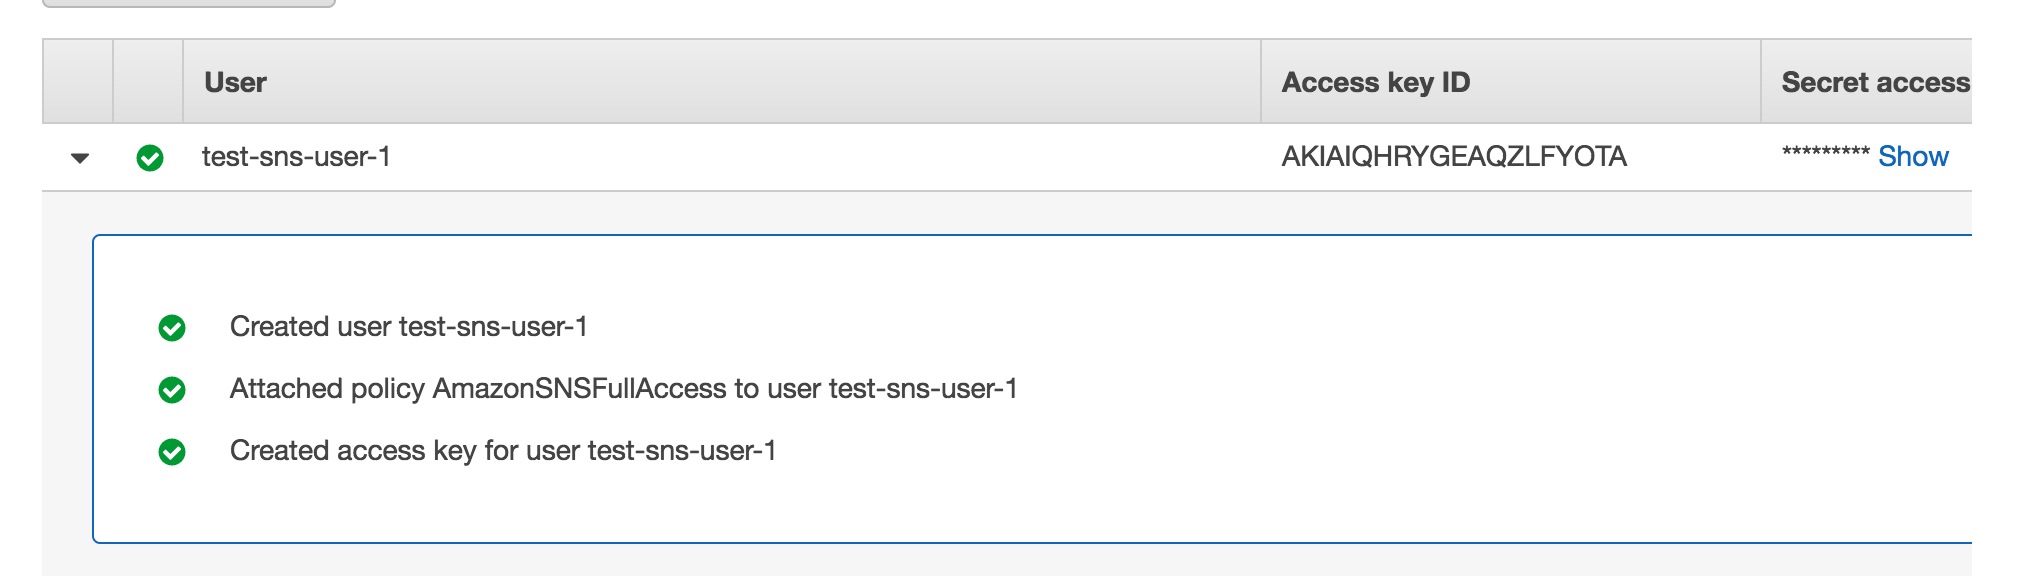 User Access key ID Secret access
test-sns-user-1 AKIAIQHRYGEAQZLFYOTA ********* Show
Created user test-sns-user-1
Attached policy AmazonSNSFullAccess to user test-sns-user-1
Created access key for user test-sns-user-1